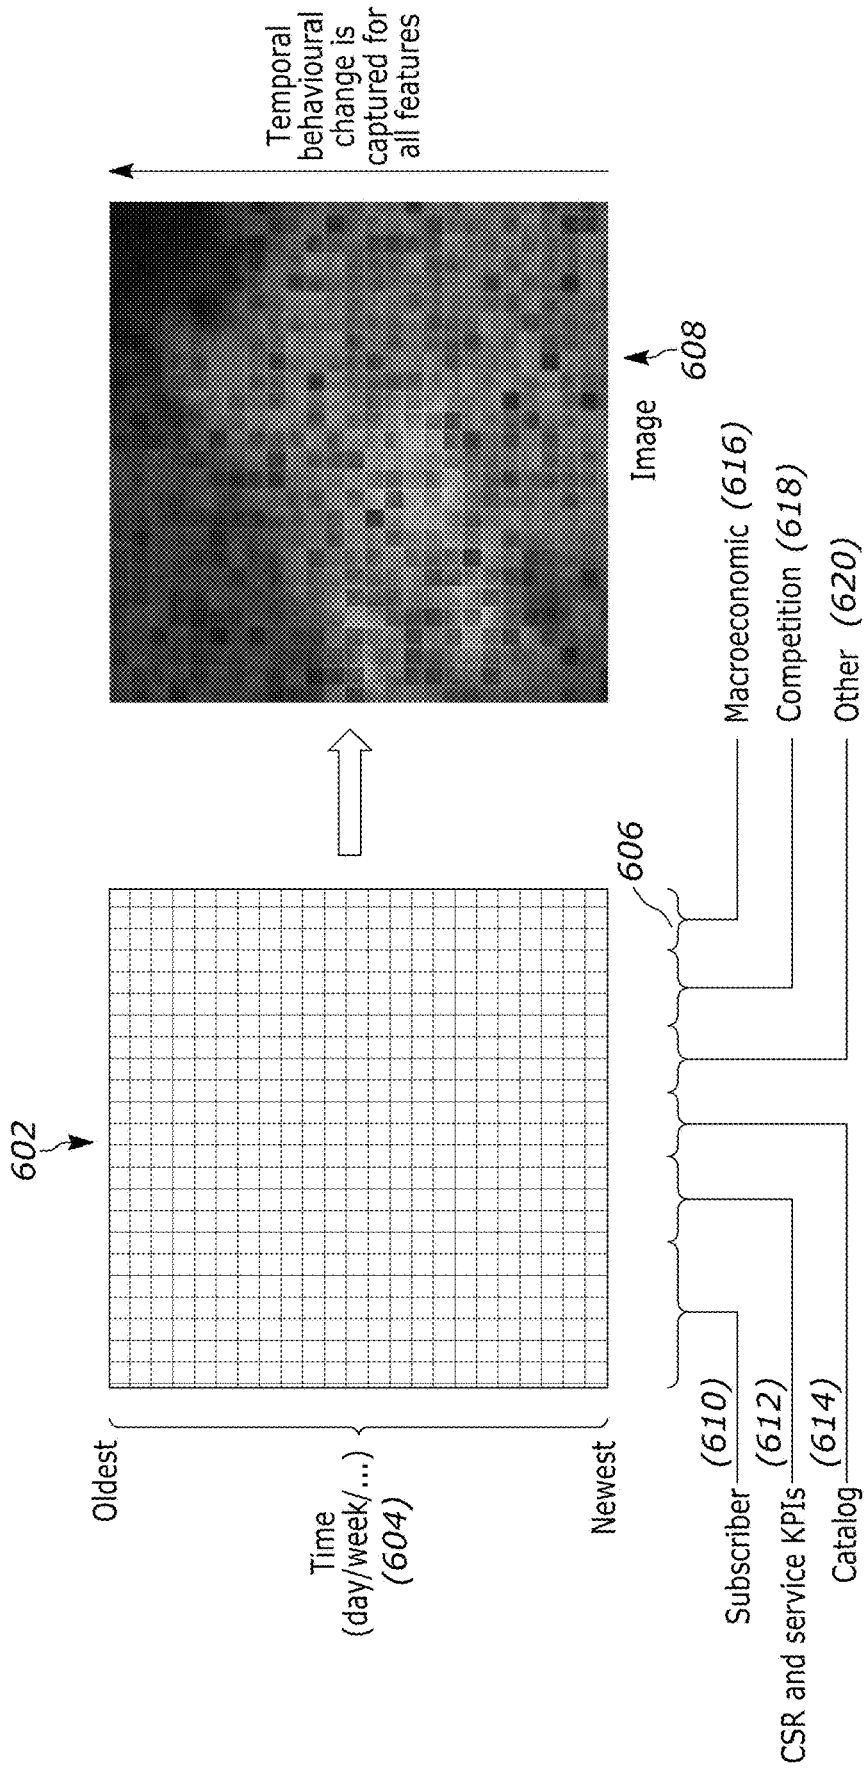 602
Oldest
Time
(day/week/...)
(604)
Newest
Temporal
behavioural
change is
captured for
all features
Image
608
606
Subscriber (610)
CSR and service KPIs (612)
Catalog (614)
Macroeconomic (616)
Competition (618)
Other (620)